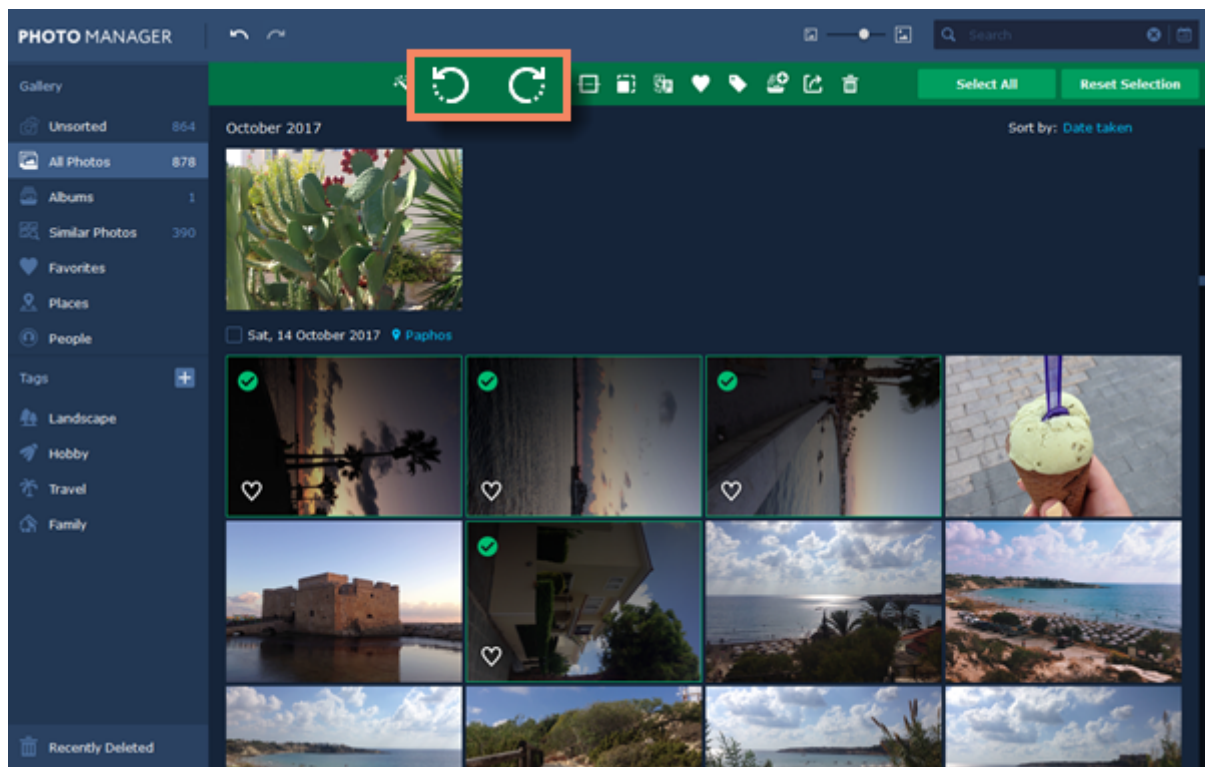 PHOTO MANAGER
Search
Gallery
Select All
Reset Selection
Unsorted 864
All Photos 878
Albums 1
Similar Photos 390
Favorites
Places
People
Tags
Landscape
Hobby
Travel
Family
Recently Deleted
October 2017
Sort by: Date taken
Sat, 14 October 2017 Paphos